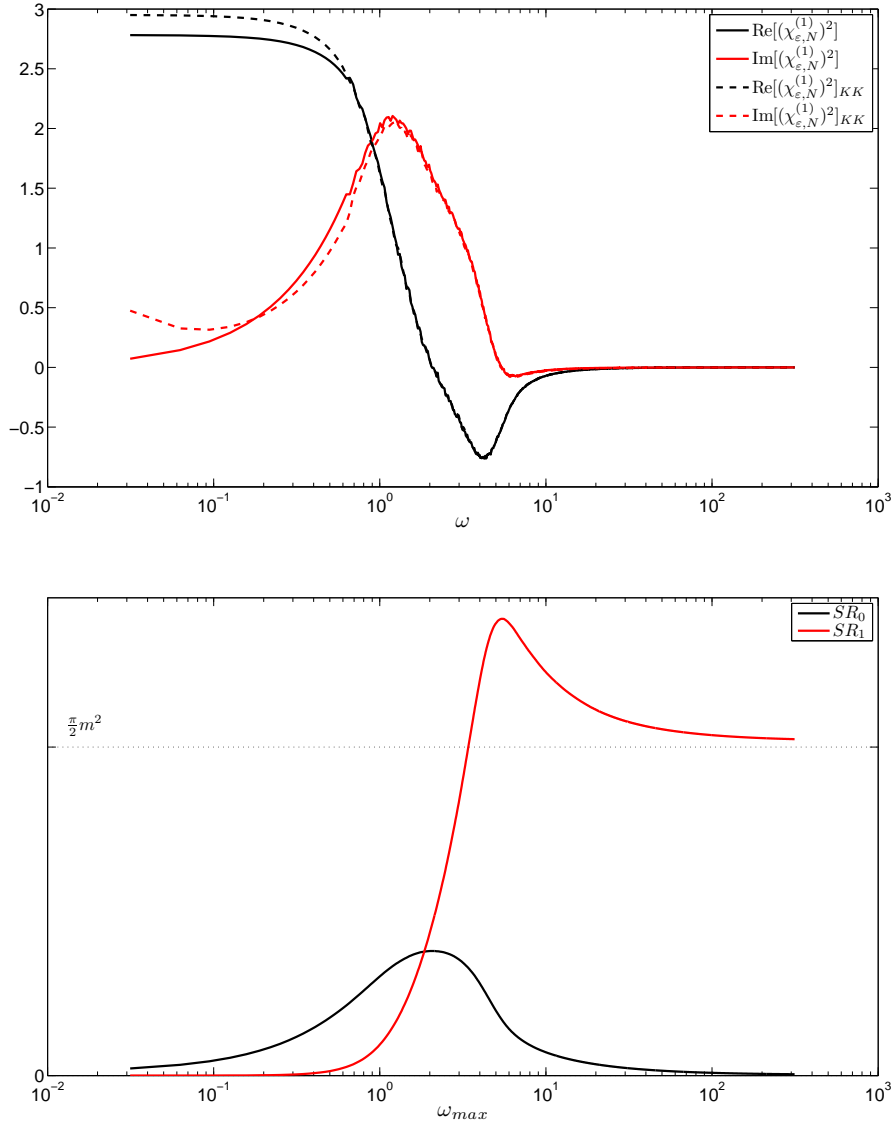 3
2.5
2
1.5
1
0.5
0
−0.5
−1
Re[(χ_{ε,N}^{(1)})^2]
Im[(χ_{ε,N}^{(1)})^2]
Re[(χ_{ε,N}^{(1)})^2]_{KK}
Im[(χ_{ε,N}^{(1)})^2]_{KK}
10^{−2} 10^{−1} 10^0 10^1 10^2 10^3
ω
SR_0
SR_1
\frac{π}{2}m^2
0
10^{−2} 10^{−1} 10^0 10^1 10^2 10^3
ω_{max}